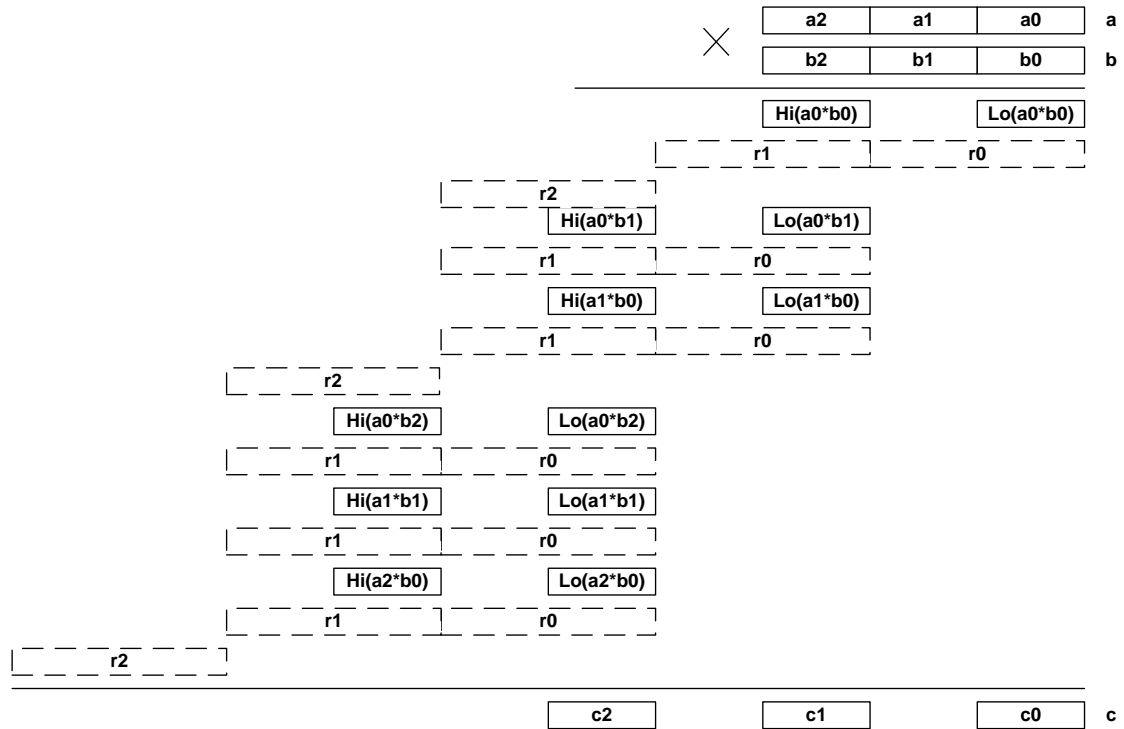 a2 a1 a0 a
b2 b1 b0 b
Hi(a0*b0) Lo(a0*b0)
r1 r0
r2
Hi(a0*b1) Lo(a0*b1)
r1 r0
Hi(a1*b0) Lo(a1*b0)
r1 r0
r2
Hi(a0*b2) Lo(a0*b2)
r1 r0
Hi(a1*b1) Lo(a1*b1)
r1 r0
Hi(a2*b0) Lo(a2*b0)
r1 r0
r2
c2 c1 c0 c